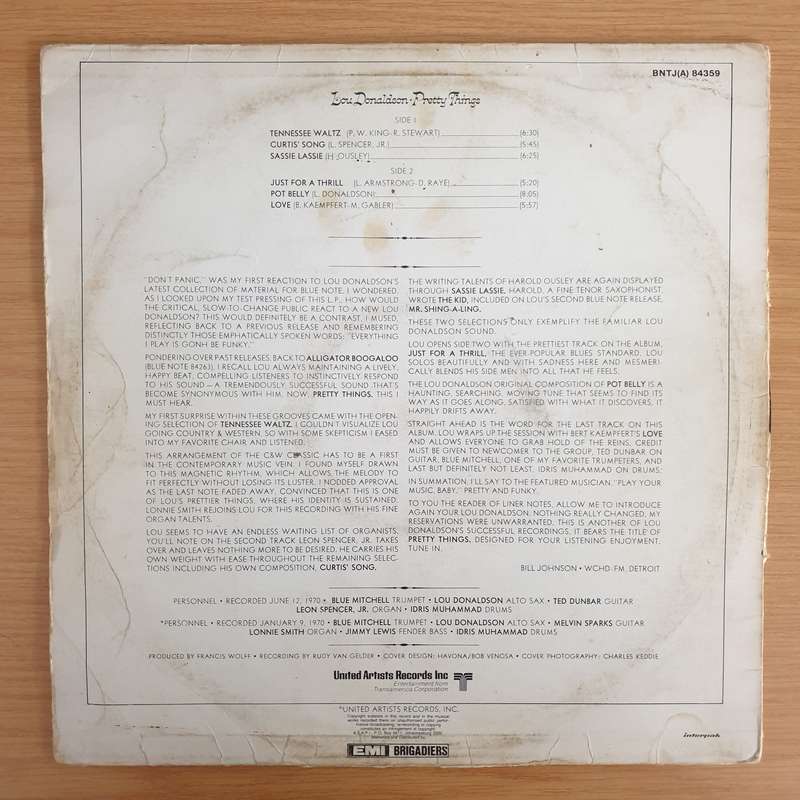 BNTJ(A) 84359
Lou Donaldson • Pretty Things
SIDE 1
TENNESSEE WALTZ (P. W. KING-R. STEWART) (6:30)
CURTIS' SONG (L. SPENCER, JR.) (5:45)
SASSIE LASSIE (H. OUSLEY) (6:25)
SIDE 2
JUST FOR A THRILL (L. ARMSTRONG-D. RAYE) (5:20)
POT BELLY (L. DONALDSON) (8:05)
LOVE (B. KAEMPFERT-M. GABLER) (5:57)
"DON'T PANIC," WAS MY FIRST REACTION TO LOU DONALDSON'S
LATEST COLLECTION OF MATERIAL FOR BLUE NOTE. I WONDERED,
AS I LOOKED UPON MY TEST PRESSING OF THIS L.P., HOW WOULD
THE CRITICAL, SLOW-TO-CHANGE PUBLIC REACT TO A NEW LOU
DONALDSON? THIS WOULD DEFINITELY BE A CONTRAST, I MUSED,
REFLECTING BACK TO A PREVIOUS RELEASE AND REMEMBERING
DISTINCTLY THOSE EMPHATICALLY SPOKEN WORDS: "EVERYTHING
I PLAY IS GONH BE FUNKY."
PONDERING OVER PAST RELEASES, BACK TO ALLIGATOR BOOGALOO
(BLUE NOTE 84263), I RECALL LOU ALWAYS MAINTAINING A LIVELY,
HAPPY BEAT, COMPELLING LISTENERS TO INSTINCTIVELY RESPOND
TO HIS SOUND — A TREMENDOUSLY SUCCESSFUL SOUND THAT'S
BECOME SYNONYMOUS WITH HIM. NOW, PRETTY THINGS. THIS I
MUST HEAR.
MY FIRST SURPRISE WITHIN THESE GROOVES CAME WITH THE OPEN-
ING SELECTION OF TENNESSEE WALTZ. I COULDN'T VISUALIZE LOU
GOING COUNTRY & WESTERN. SO WITH SOME SKEPTICISM I EASED
INTO MY FAVORITE CHAIR AND LISTENED.
THIS ARRANGEMENT OF THE C&W CLASSIC HAS TO BE A FIRST
IN THE CONTEMPORARY MUSIC VEIN. I FOUND MYSELF DRAWN
TO THIS MAGNETIC RHYTHM, WHICH ALLOWS THE MELODY TO
FIT PERFECTLY WITHOUT LOSING ITS LUSTER. I NODDED APPROVAL
AS THE LAST NOTE FADED AWAY, CONVINCED THAT THIS IS ONE
OF LOU'S PRETTIER THINGS, WHERE HIS IDENTITY IS SUSTAINED.
LONNIE SMITH REJOINS LOU FOR THIS RECORDING WITH HIS FINE
ORGAN TALENTS.
LOU SEEMS TO HAVE AN ENDLESS WAITING LIST OF ORGANISTS.
YOU'LL NOTE ON THE SECOND TRACK LEON SPENCER, JR. TAKES
OVER AND LEAVES NOTHING MORE TO BE DESIRED. HE CARRIES HIS
OWN WEIGHT WITH EASE THROUGHOUT THE REMAINING SELEC-
TIONS INCLUDING HIS OWN COMPOSITION, CURTIS' SONG.
THE WRITING TALENTS OF HAROLD OUSLEY ARE AGAIN DISPLAYED
THROUGH SASSIE LASSIE. HAROLD, A FINE TENOR SAXOPHONIST,
WROTE THE KID, INCLUDED ON LOU'S SECOND BLUE NOTE RELEASE,
MR. SHING-A-LING.
THESE TWO SELECTIONS ONLY EXEMPLIFY THE FAMILIAR LOU
DONALDSON SOUND.
LOU OPENS SIDE TWO WITH THE PRETTIEST TRACK ON THE ALBUM,
JUST FOR A THRILL, THE EVER-POPULAR BLUES STANDARD. LOU
SOLOS BEAUTIFULLY AND WITH SADNESS HERE AND MESMERI-
CALLY BLENDS HIS SIDE MEN INTO ALL THAT HE FEELS.
THE LOU DONALDSON ORIGINAL COMPOSITION OF POT BELLY IS A
HAUNTING, SEARCHING, MOVING TUNE THAT SEEMS TO FIND ITS
WAY AS IT GOES ALONG. SATISFIED WITH WHAT IT DISCOVERS, IT
HAPPILY DRIFTS AWAY.
STRAIGHT AHEAD IS THE WORD FOR THE LAST TRACK ON THIS
ALBUM. LOU WRAPS UP THE SESSION WITH BERT KAEMPFERT'S LOVE
AND ALLOWS EVERYONE TO GRAB HOLD OF THE REINS. CREDIT
MUST BE GIVEN TO NEWCOMER TO THE GROUP, TED DUNBAR ON
GUITAR, BLUE MITCHELL, ONE OF MY FAVORITE TRUMPETERS, AND
LAST BUT DEFINITELY NOT LEAST, IDRIS MUHAMMAD ON DRUMS.
IN SUMMATION, I'LL SAY TO THE FEATURED MUSICIAN, "PLAY YOUR
MUSIC, BABY," PRETTY AND FUNKY.
TO YOU THE READER OF LINER NOTES, ALLOW ME TO INTRODUCE
AGAIN YOUR LOU DONALDSON. NOTHING REALLY CHANGED, MY
RESERVATIONS WERE UNWARRANTED. THIS IS ANOTHER OF LOU
DONALDSON'S SUCCESSFUL RECORDINGS. IT BEARS THE TITLE OF
PRETTY THINGS, DESIGNED FOR YOUR LISTENING ENJOYMENT.
TUNE IN.
BILL JOHNSON • WCHD-FM, DETROIT
PERSONNEL • RECORDED JUNE 12, 1970 • BLUE MITCHELL TRUMPET • LOU DONALDSON ALTO SAX • TED DUNBAR GUITAR
LEON SPENCER, JR. ORGAN • IDRIS MUHAMMAD DRUMS
*PERSONNEL • RECORDED JANUARY 9, 1970 • BLUE MITCHELL TRUMPET • LOU DONALDSON ALTO SAX • MELVIN SPARKS GUITAR
LONNIE SMITH ORGAN • JIMMY LEWIS FENDER BASS • IDRIS MUHAMMAD DRUMS
PRODUCED BY FRANCIS WOLFF • RECORDING BY RUDY VAN GELDER • COVER DESIGN: HAVONA/BOB VENOSA • COVER PHOTOGRAPHY: CHARLES KEDDIE
United Artists Records Inc
Entertainment from
Transamerica Corporation
UNITED ARTISTS RECORDS, INC.
Copyright subsists in this record and in the musical
works recorded thereon
EMI BRIGADIERS
interpak